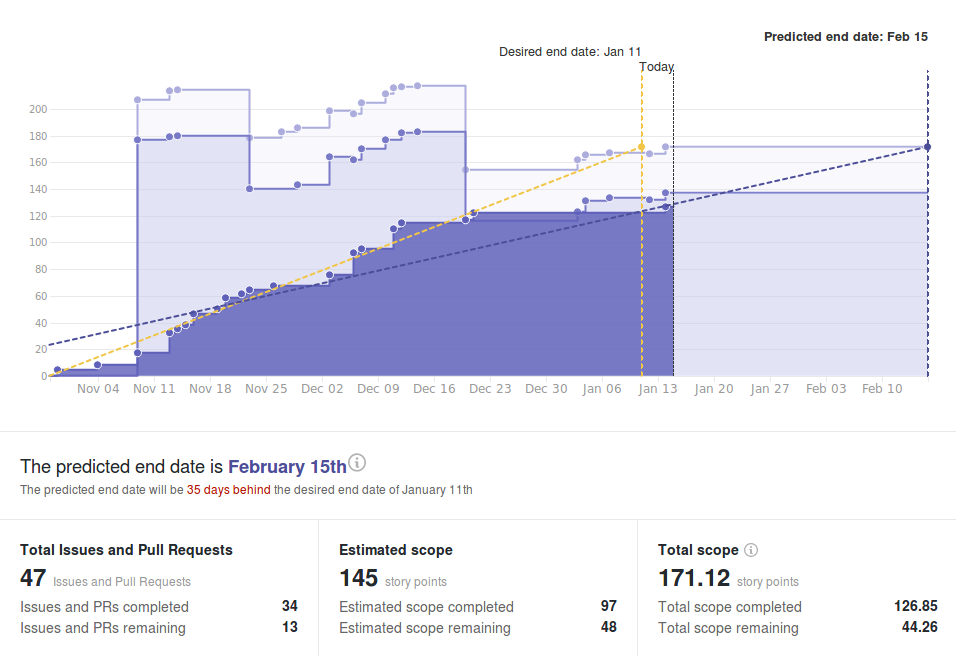 Predicted end date: Feb 15
Desired end date: Jan 11
Today
200
180
160
140
120
100
80
60
40
20
0
Nov 04 Nov 11 Nov 18 Nov 25 Dec 02 Dec 09 Dec 16 Dec 23 Dec 30 Jan 06 Jan 13 Jan 20 Jan 27 Feb 03 Feb 10
The predicted end date is February 15th
The predicted end date will be 35 days behind the desired end date of January 11th
Total Issues and Pull Requests
47 Issues and Pull Requests
Issues and PRs completed 34
Issues and PRs remaining 13
Estimated scope
145 story points
Estimated scope completed 97
Estimated scope remaining 48
Total scope
171.12 story points
Total scope completed 126.85
Total scope remaining 44.26